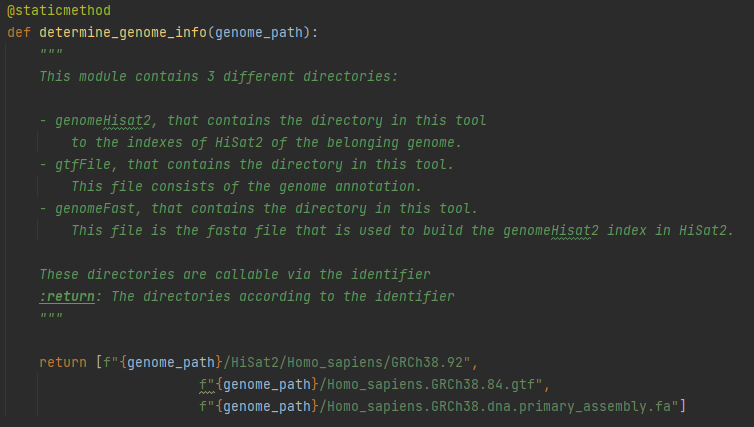 @staticmethod
def determine_genome_info(genome_path):
"""
This module contains 3 different directories:
- genomeHisat2, that contains the directory in this tool
to the indexes of HiSat2 of the belonging genome.
- gtfFile, that contains the directory in this tool.
This file consists of the genome annotation.
- genomeFast, that contains the directory in this tool.
This file is the fasta file that is used to build the genomeHisat2 index in HiSat2.
These directories are callable via the identifier
:return: The directories according to the identifier
"""
return [f"{genome_path}/HiSat2/Homo_sapiens/GRCh38.92",
f"{genome_path}/Homo_sapiens.GRCh38.84.gtf",
f"{genome_path}/Homo_sapiens.GRCh38.dna.primary_assembly.fa"]